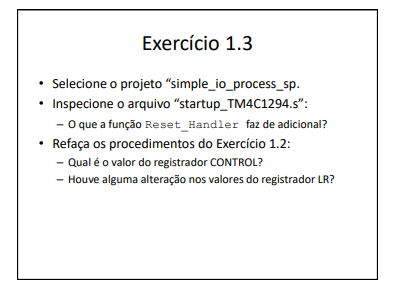 Exercício 1.3
• Selecione o projeto “simple_io_process_sp.
• Inspecione o arquivo “startup_TM4C1294.s”:
– O que a função Reset_Handler faz de adicional?
• Refaça os procedimentos do Exercício 1.2:
– Qual é o valor do registrador CONTROL?
– Houve alguma alteração nos valores do registrador LR?